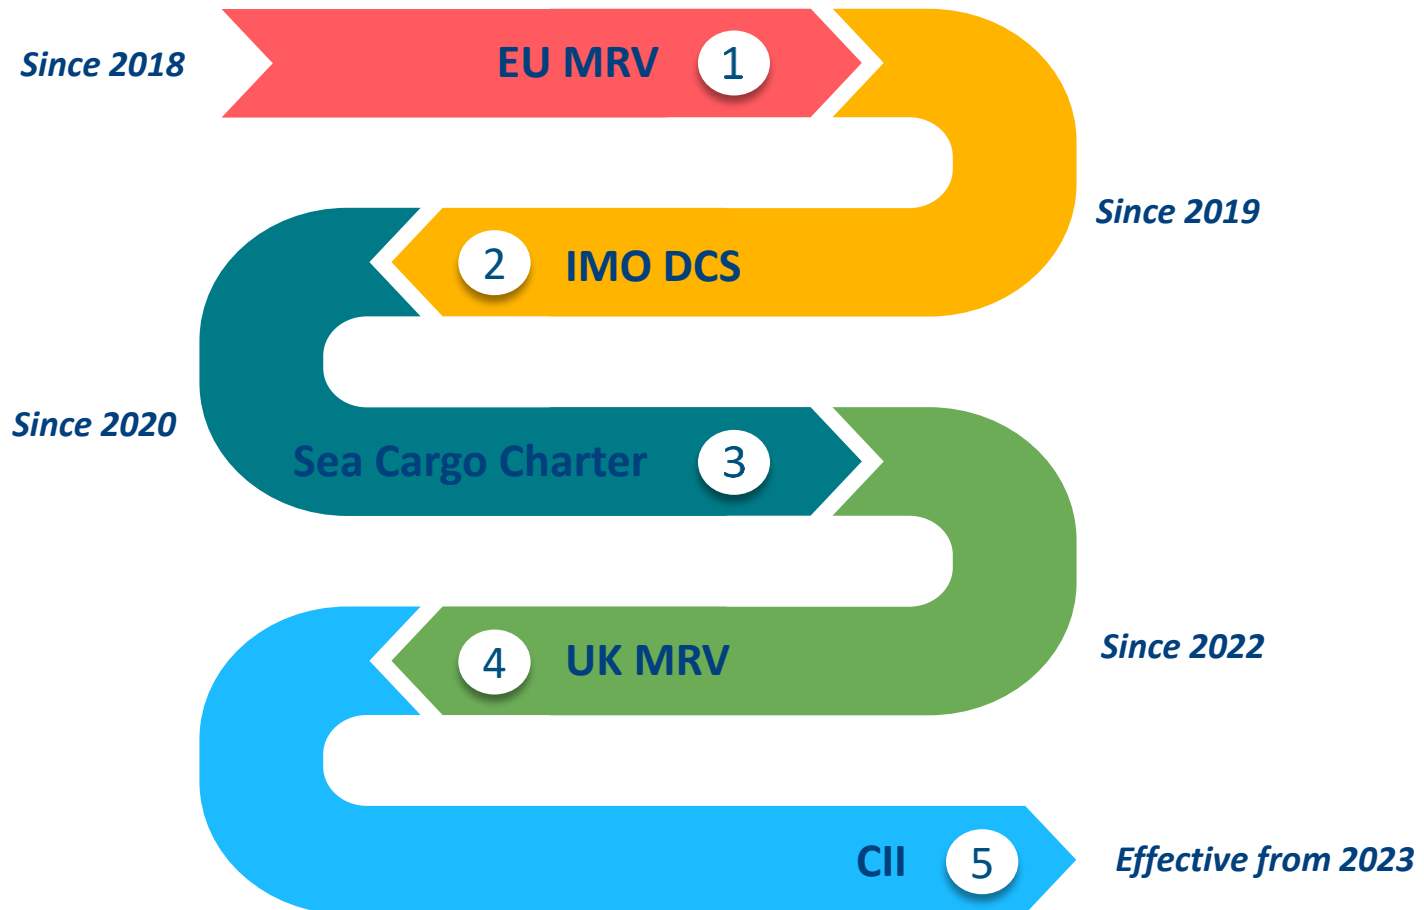 Since 2018
EU MRV 1
Since 2019
2 IMO DCS
Since 2020
Sea Cargo Charter 3
Since 2022
4 UK MRV
CII 5
Effective from 2023